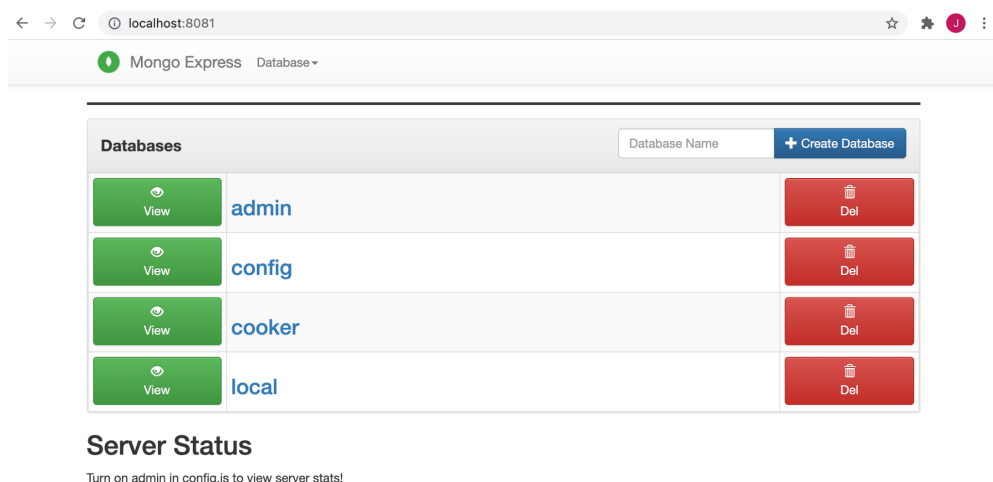 localhost:8081
J
Mongo Express Database
Databases
Database Name
Create Database
View
admin
Del
View
config
Del
View
cooker
Del
View
local
Del
Server Status
Turn on admin in config.js to view server stats!